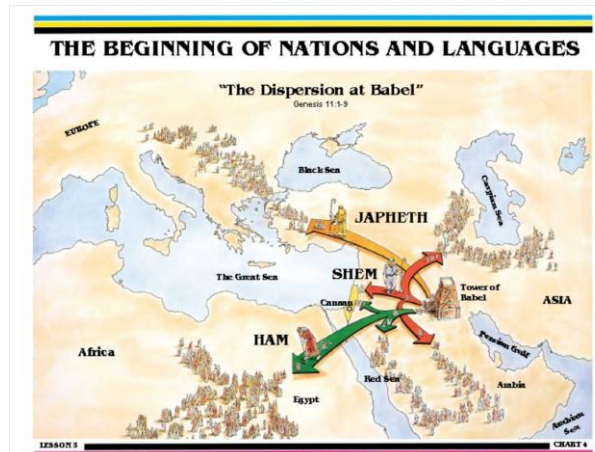 THE BEGINNING OF NATIONS AND LANGUAGES
"The Dispersion at Babel"
Genesis 11:1-9
EUROPE
Black Sea
Caspian Sea
JAPHETH
The Great Sea
SHEM
Canaan
Tower of
Babel
ASIA
HAM
Africa
Persian Gulf
Red Sea
Arabia
Egypt
LESSON 3
CHART 4